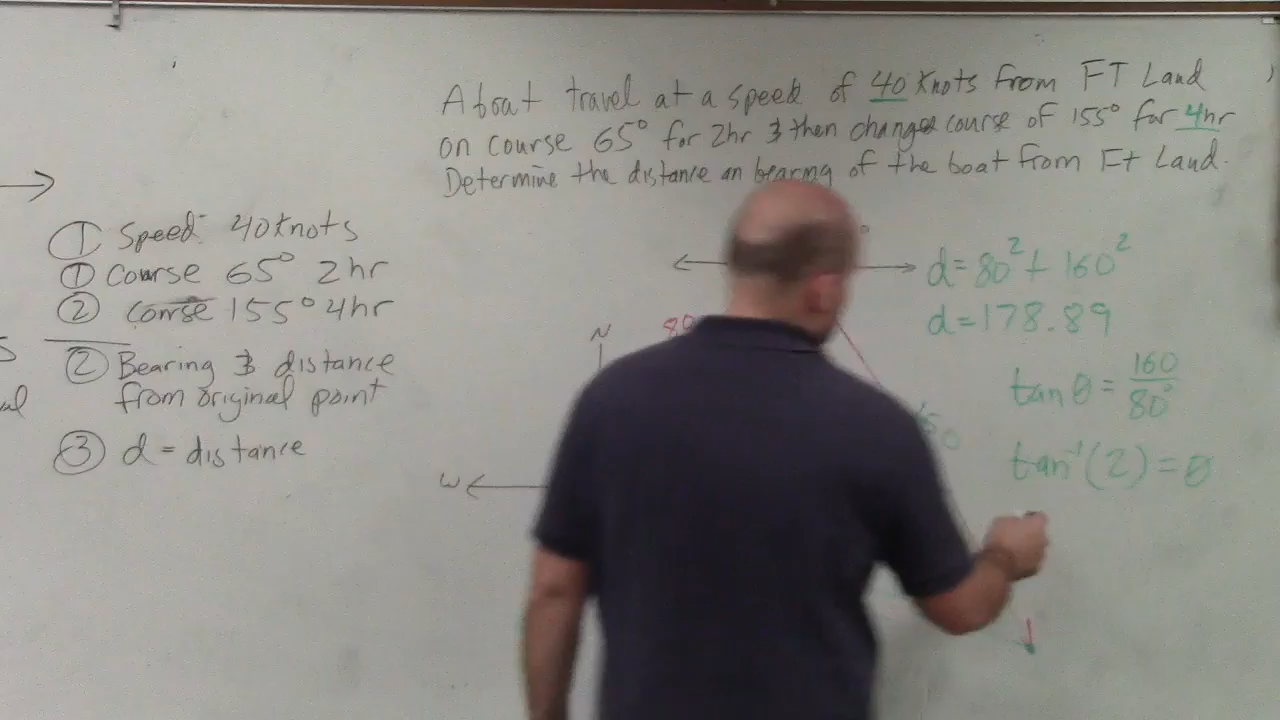 A boat travel at a speed of 40 Knots from FT Land
on course 65° for 2hr & then changes course of 155° for 4hr
Determine the distance an bearing of the boat from Ft Land.
① Speed: 40 knots
① Course 65° 2hr
② Corse 155° 4hr
② Bearing & distance
from original point
③ d = distance
N
W
80
d=80²+160²
d=178.89
tan θ = 160/80
tan⁻¹(2) = θ